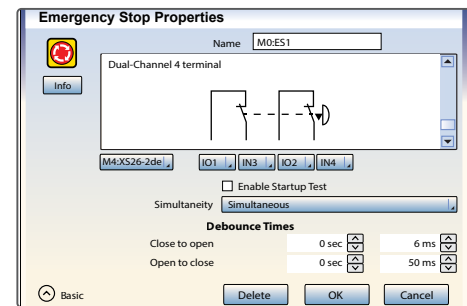 Emergency Stop Properties
Name M0:ES1
Dual-Channel 4 terminal
Info
M4:XS26-2de IO1 IN3 IO2 IN4
Enable Startup Test
Simultaneity Simultaneous
Debounce Times
Close to open 0 sec 6 ms
Open to close 0 sec 50 ms
Basic Delete OK Cancel